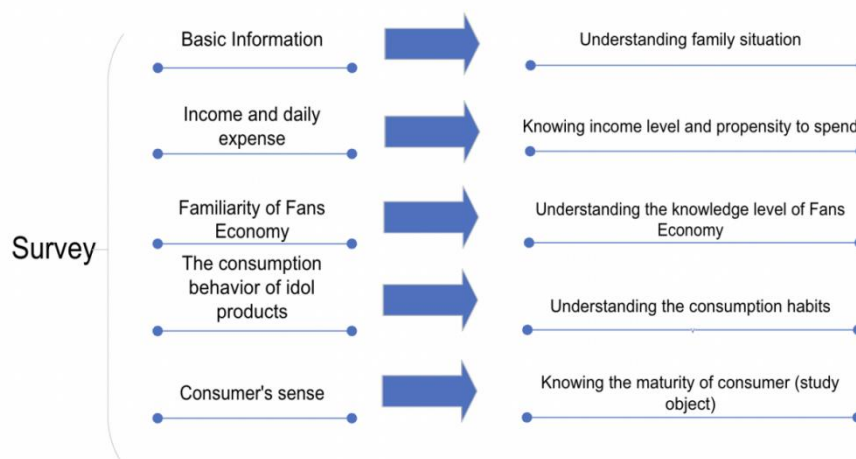 Survey
Basic Information
Understanding family situation
Income and daily
expense
Knowing income level and propensity to spend
Familiarity of Fans
Economy
Understanding the knowledge level of Fans
Economy
The consumption
behavior of idol
products
Understanding the consumption habits
Consumer's sense
Knowing the maturity of consumer (study
object)